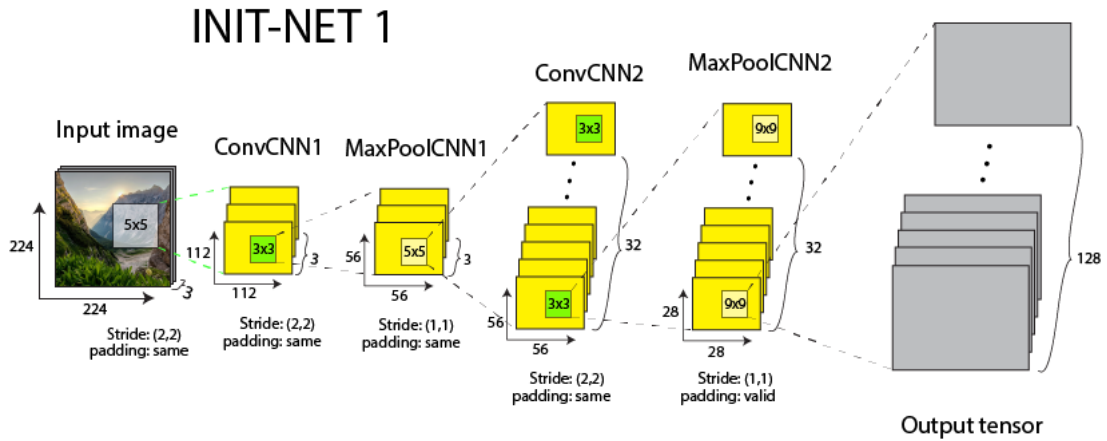 INIT-NET 1
Input image
5x5
224
224
3
Stride: (2,2)
padding: same
ConvCNN1
3x3
112
112
3
Stride: (2,2)
padding: same
MaxPoolCNN1
5x5
56
56
3
Stride: (1,1)
padding: same
ConvCNN2
3x3
32
3x3
56
56
Stride: (2,2)
padding: same
MaxPoolCNN2
9x9
32
9x9
28
28
Stride: (1,1)
padding: valid
128
Output tensor